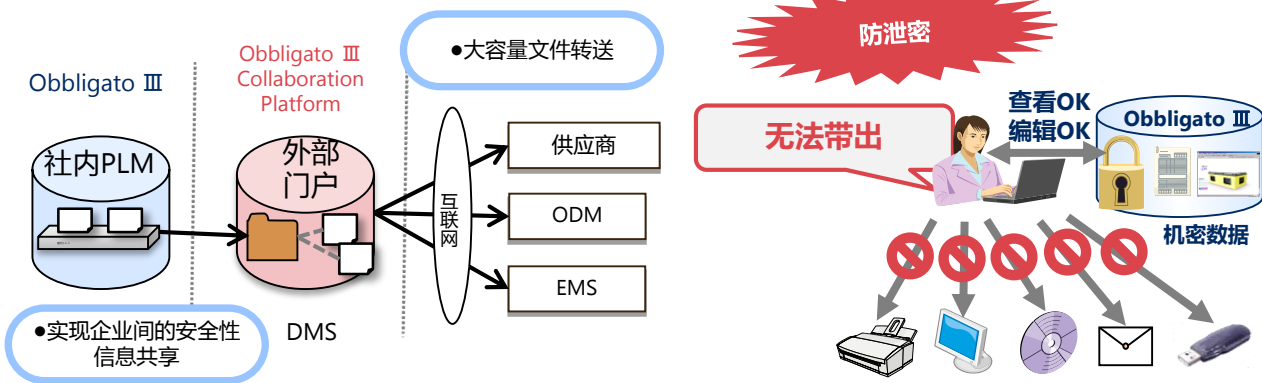 Obbligato Ⅲ
社内PLM
●实现企业间的安全性
信息共享
Obbligato Ⅲ
Collaboration
Platform
外部
门户
DMS
●大容量文件转送
互
联
网
供应商
ODM
EMS
防泄密
无法带出
查看OK
编辑OK
Obbligato Ⅲ
机密数据